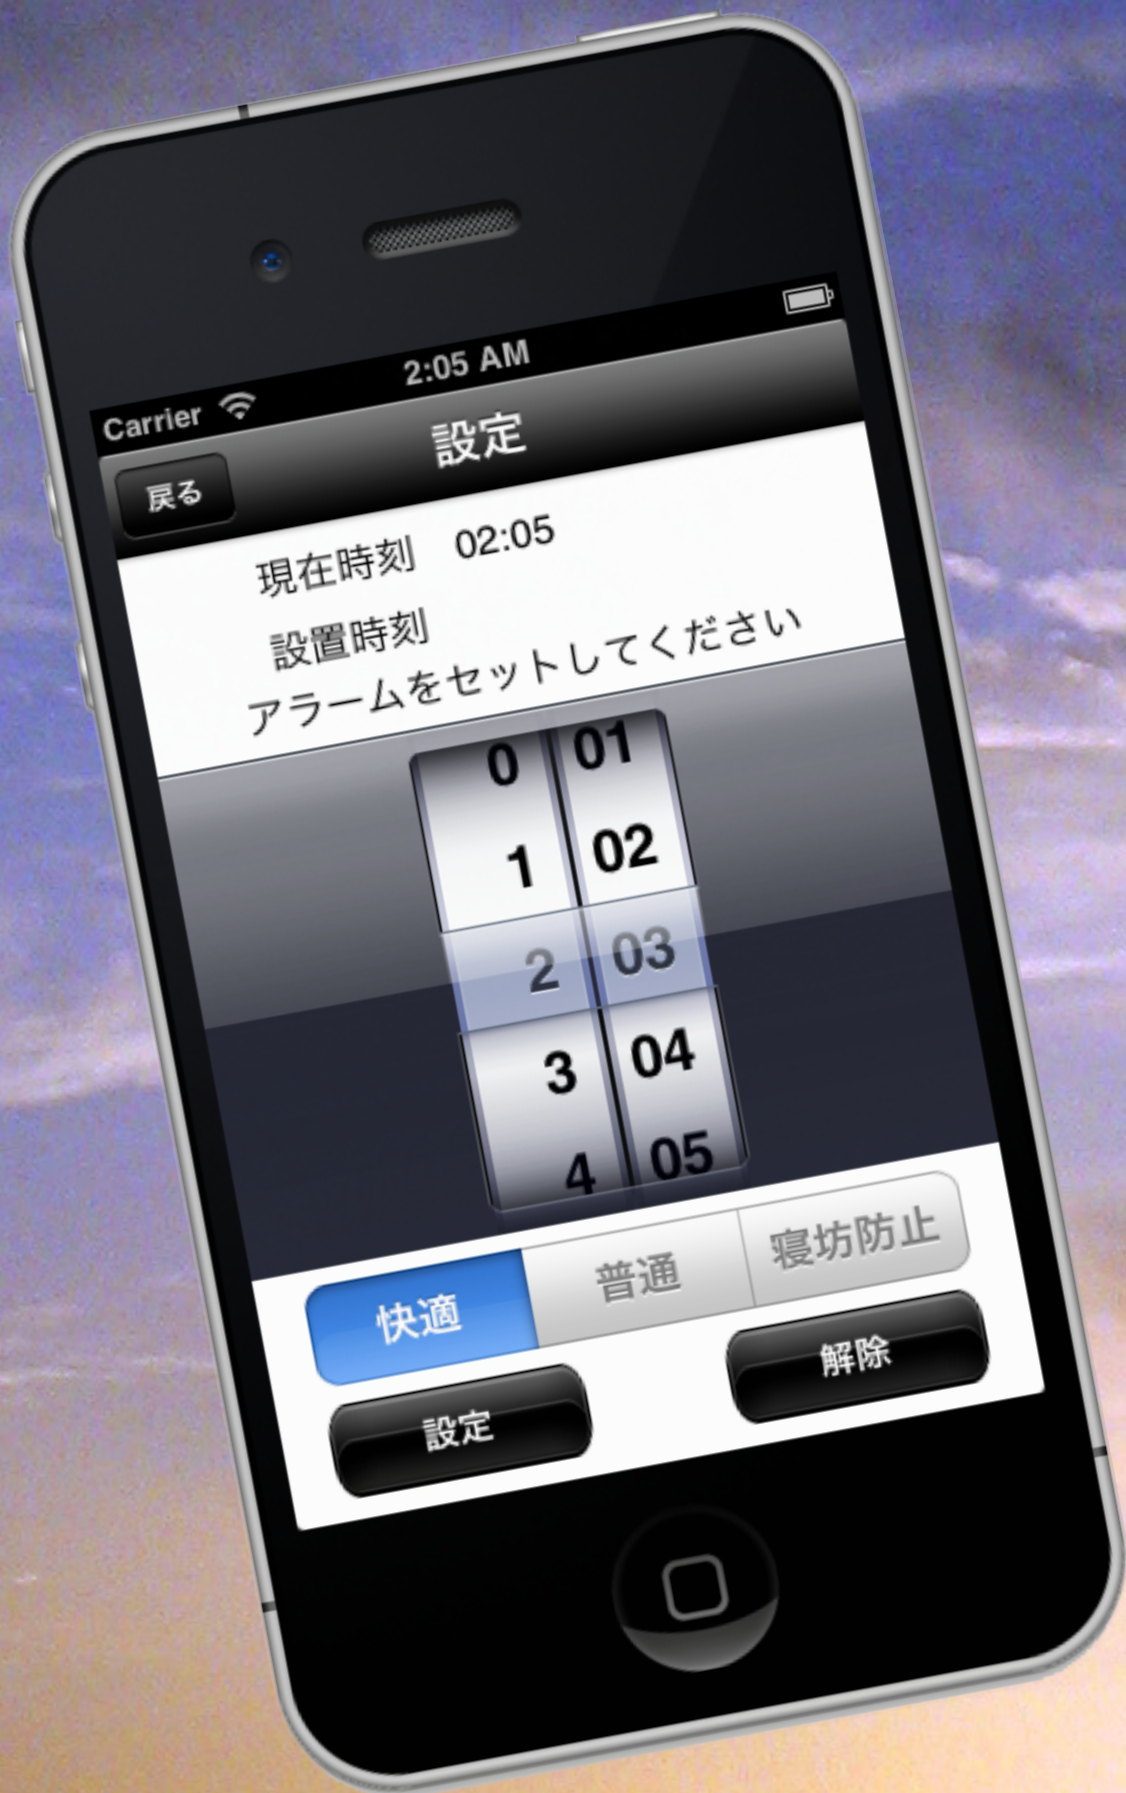 Carrier 2:05 AM
戻る 設定
現在時刻 02:05
設置時刻
アラームをセットしてください
0 01
1 02
2 03
3 04
4 05
快適 普通 寝坊防止
設定 解除